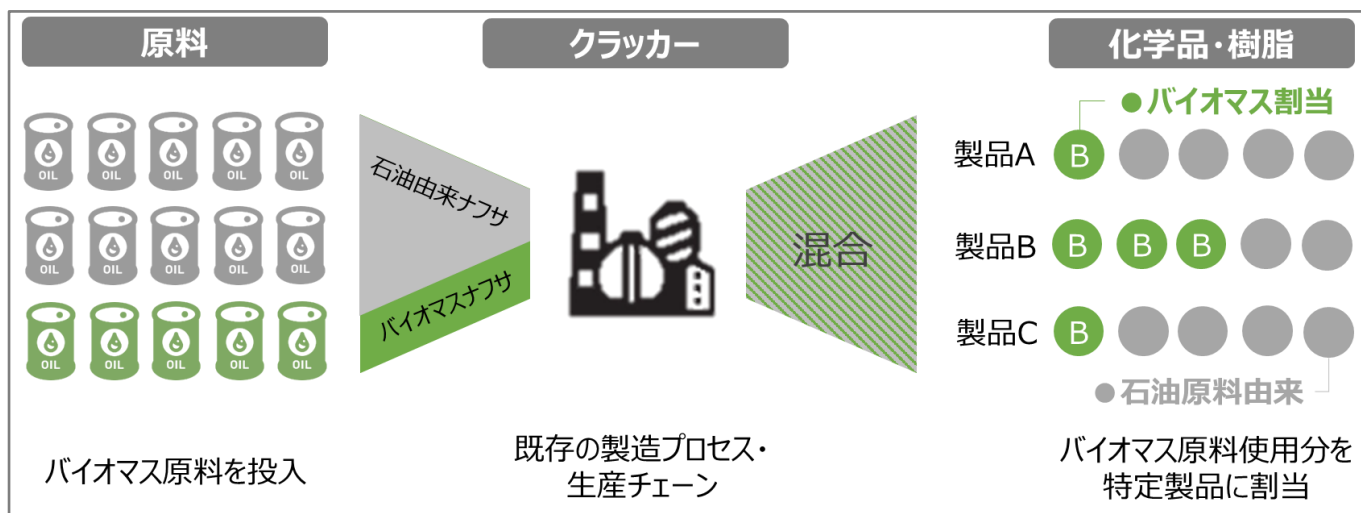 原料
クラッカー
化学品・樹脂
OIL OIL OIL OIL OIL
OIL OIL OIL OIL OIL
OIL OIL OIL OIL OIL
石油由来ナフサ
バイオマスナフサ
混合
●バイオマス割当
製品A B
製品B B B B
製品C B
●石油原料由来
バイオマス原料を投入
既存の製造プロセス・
生産チェーン
バイオマス原料使用分を
特定製品に割当